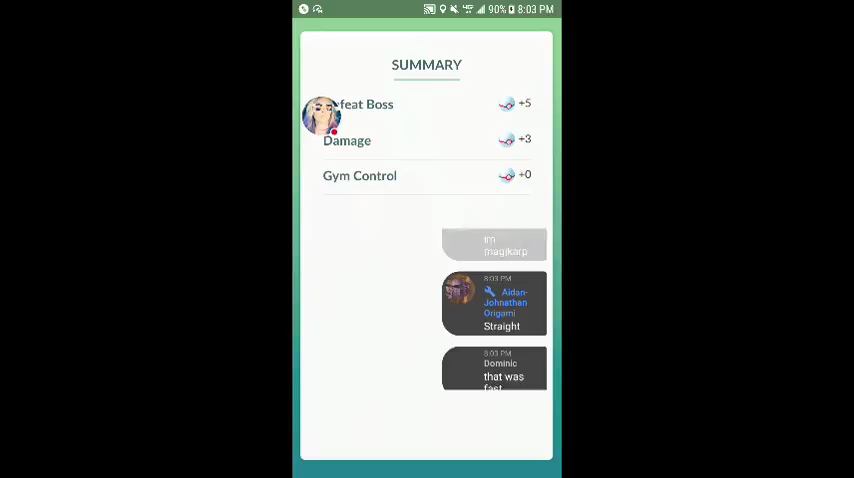 90% 8:03 PM
SUMMARY
feat Boss +5
Damage +3
Gym Control +0
im
magikarp
8:03 PM
Aidan-
Johnathan
Origami
Straight
8:03 PM
Dominic
that was
fast